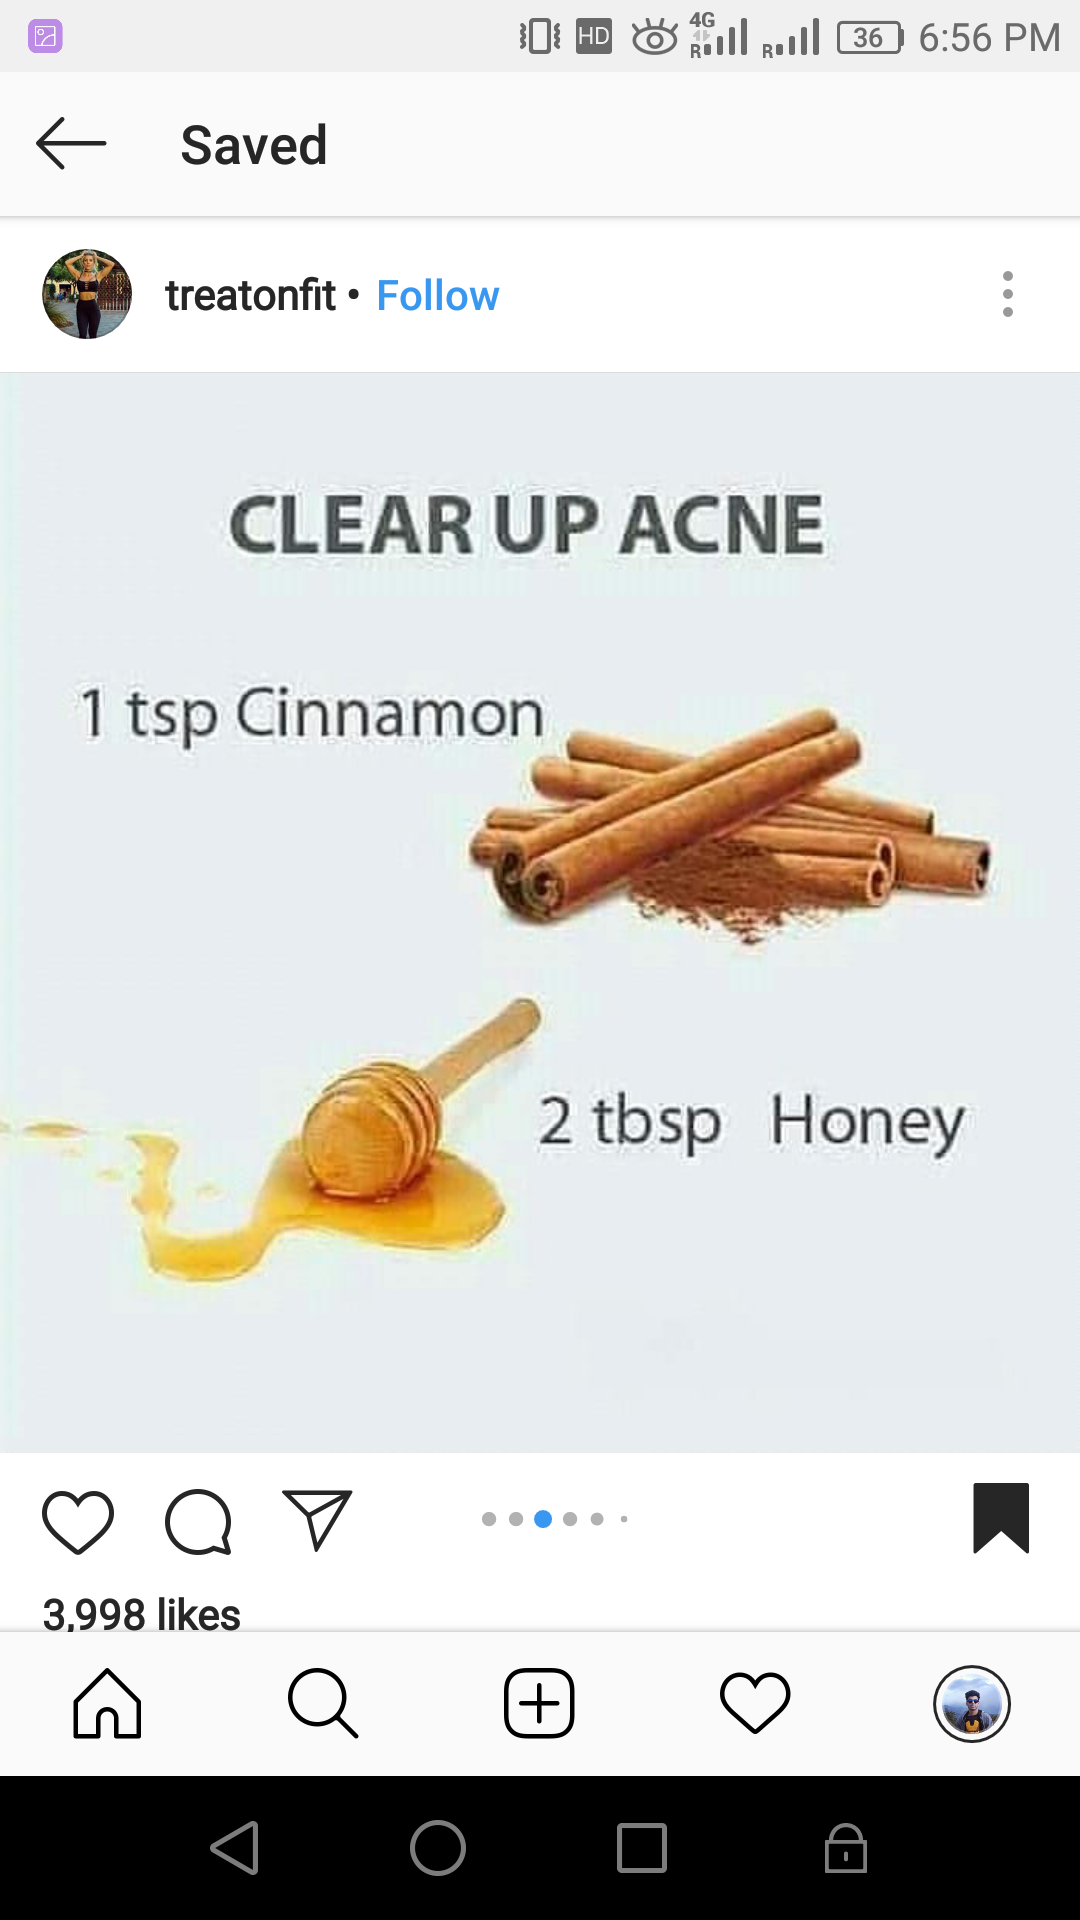 HD 4G R R 36 6:56 PM
Saved
treatonfit • Follow
CLEAR UP ACNE
1 tsp Cinnamon
2 tbsp Honey
3,998 likes